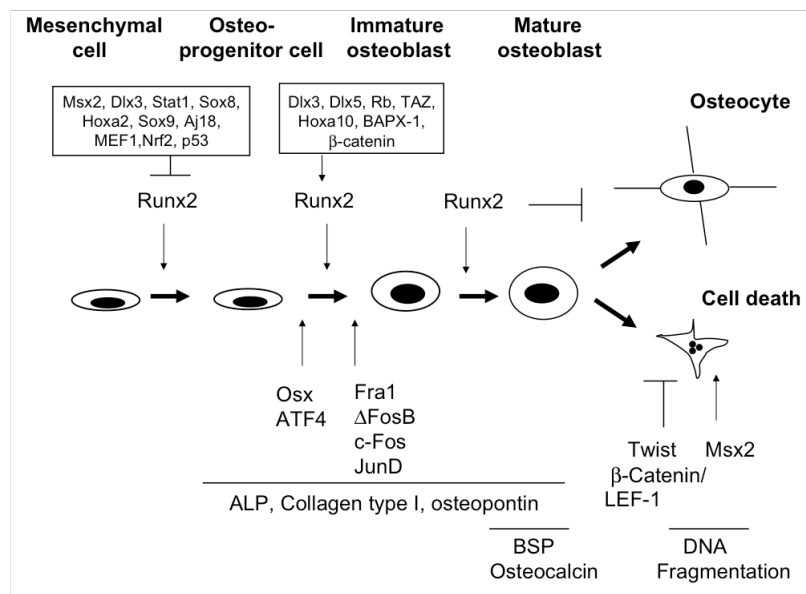 Mesenchymal
cell
Osteo-
progenitor cell
Immature
osteoblast
Mature
osteoblast
Msx2, Dlx3, Stat1, Sox8,
Hoxa2, Sox9, Aj18,
MEF1,Nrf2, p53
Dlx3, Dlx5, Rb, TAZ,
Hoxa10, BAPX-1,
β-catenin
Osteocyte
Runx2
Runx2
Runx2
Cell death
Osx
ATF4
Fra1
ΔFosB
c-Fos
JunD
Twist
β-Catenin/
LEF-1
Msx2
ALP, Collagen type I, osteopontin
BSP
Osteocalcin
DNA
Fragmentation